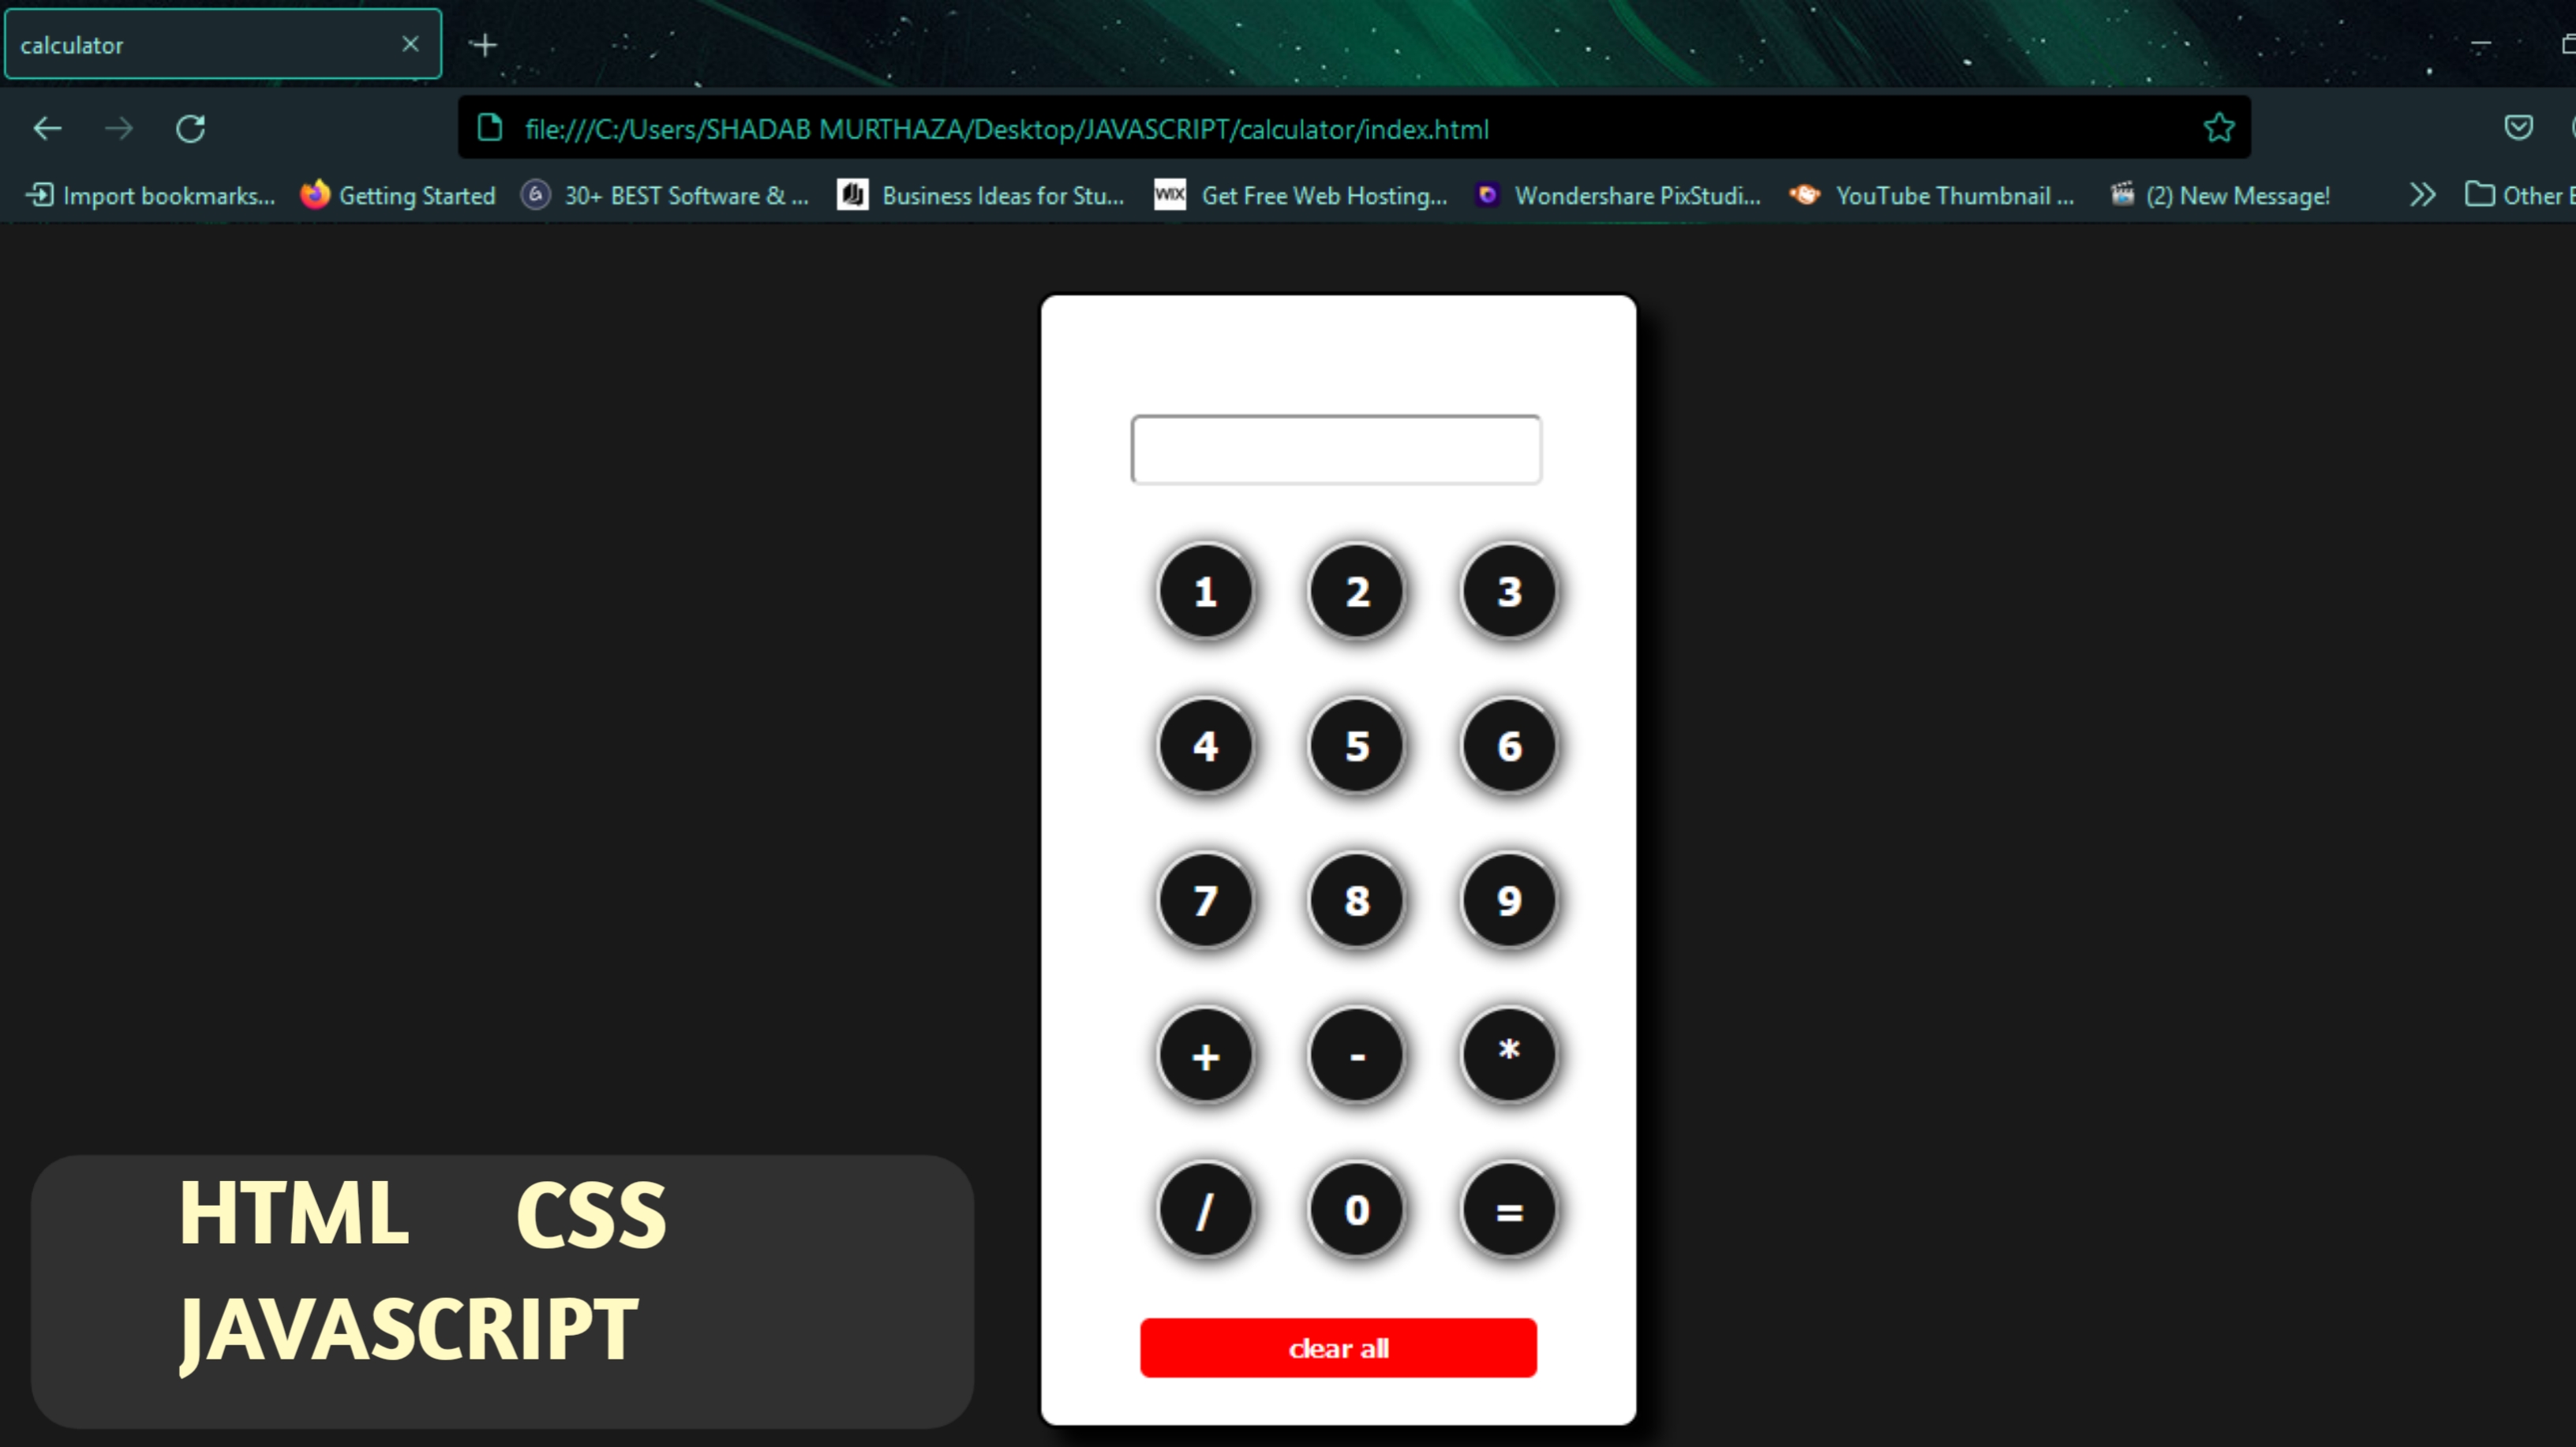 calculator
file:///C:/Users/SHADAB MURTHAZA/Desktop/JAVASCRIPT/calculator/index.html
Import bookmarks... Getting Started 30+ BEST Software & ... Business Ideas for Stu... WIX Get Free Web Hosting... Wondershare PixStudi... YouTube Thumbnail ... (2) New Message! Other
1 2 3
4 5 6
7 8 9
+ - *
/ 0 =
clear all
HTML CSS
JAVASCRIPT